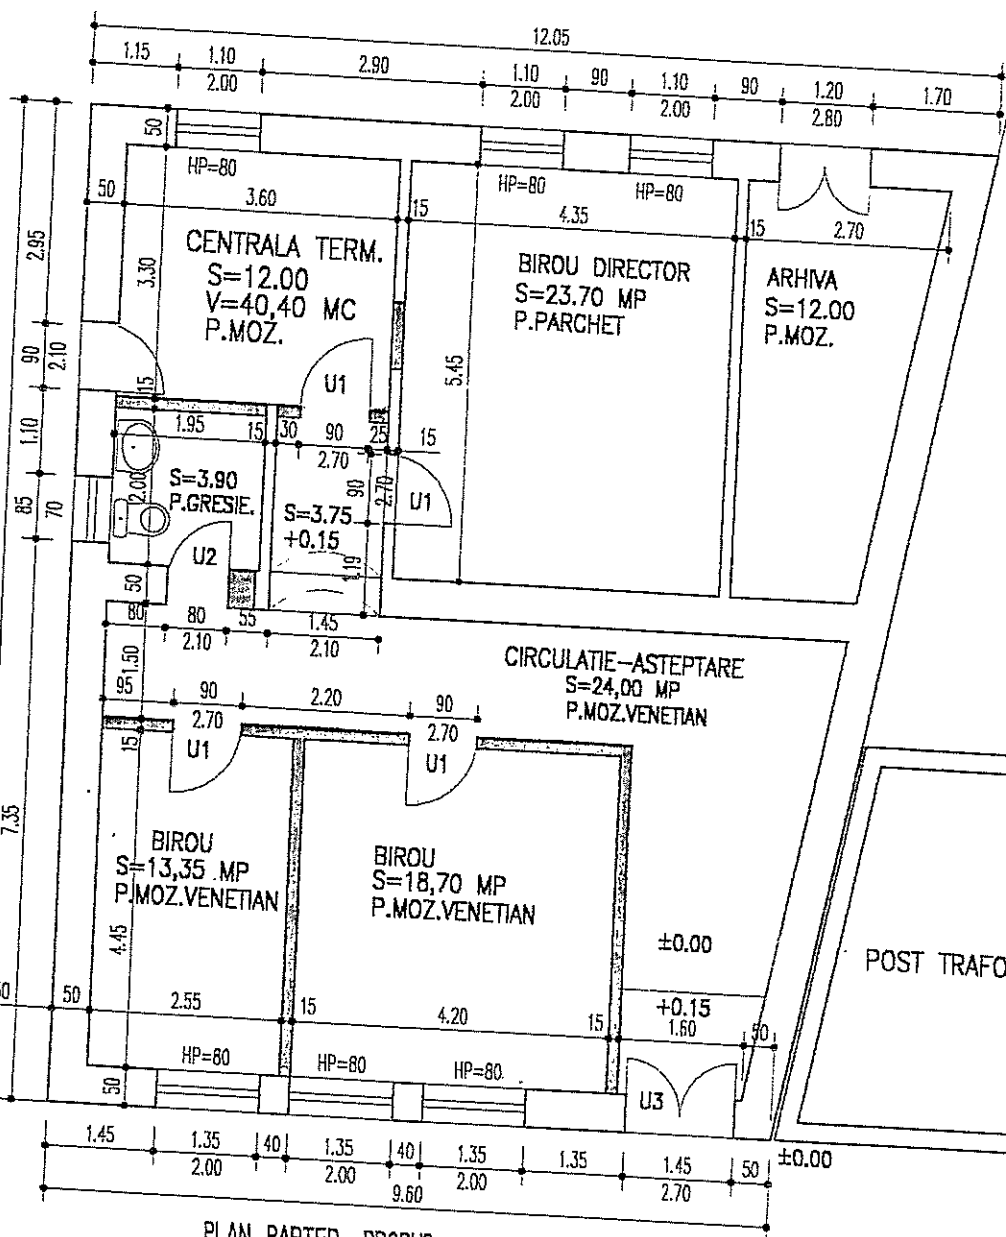 12.05
1.15 1.10 2.90 1.10 90 1.10 90 1.20 1.70
2.00 2.00 2.00 2.80
50
HP=80 HP=80 HP=80
50 3.60 15 4.35 15 2.70
2.95
3.30
CENTRALA TERM.
S=12.00
V=40,40 MC
P.MOZ.
BIROU DIRECTOR
S=23.70 MP
P.PARCHET
ARHIVA
S=12.00
P.MOZ.
90
2.10
5.45
15
U1
1.10
1.95 15 30 90 25 15
2.70
85
70
2.00
S=3.90
P.GRESIE.
90
2.70
U1
S=3.75
+0.15
U2
1.19
50
80 80 55 1.45
2.10 2.10
1.50
CIRCULATIE-ASTEPTARE
S=24,00 MP
P.MOZ.VENETIAN
95 90 2.20 90
2.70 2.70
15
U1 U1
7.35
BIROU
S=13,35 MP
P.MOZ.VENETIAN
BIROU
S=18,70 MP
P.MOZ.VENETIAN
4.45
±0.00
POST TRAFO
+0.15
50 2.55 15 4.20 15 1.60 50
HP=80 HP=80 HP=80
50
U3
1.45 1.35 40 1.35 40 1.35 1.35 1.45 50
2.00 2.00 2.00 2.70
±0.00
9.60
PLAN PARTER